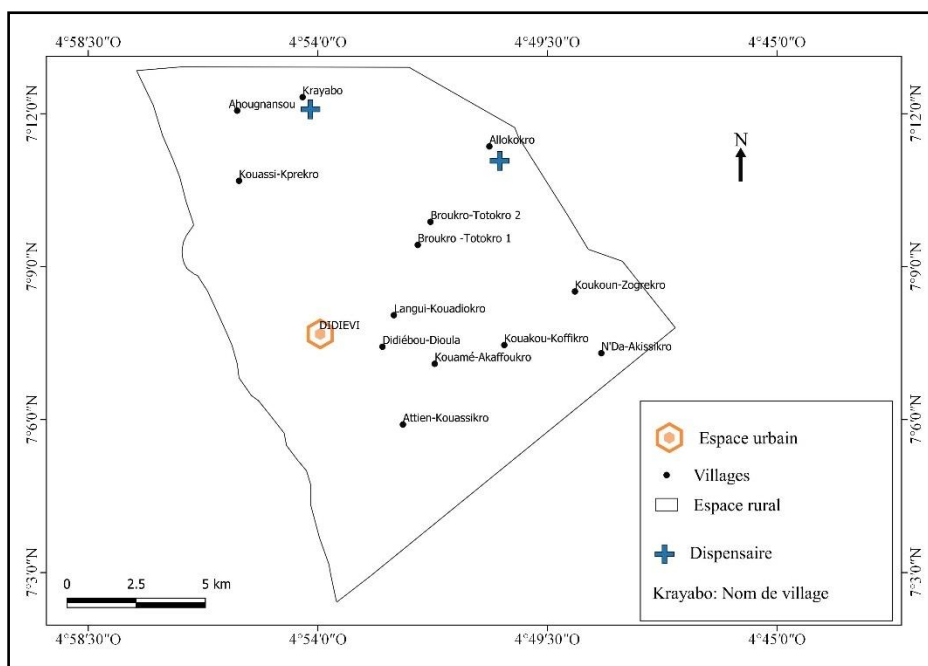 4°58'30"O 4°54'0"O 4°49'30"O 4°45'0"O
7°12'0"N 7°12'0"N
Krayabo
Ahougnansou
Allokokro
N
Kouassi-Kprekro
Broukro-Totokro 2
Broukro -Totokro 1
7°9'0"N 7°9'0"N
Koukoun-Zogrekro
Langui-Kouadiokro
DIDIEVI
Didiébou-Dioula
Kouakou-Koffikro
N'Da-Akissikro
Kouamé-Akaffoukro
7°6'0"N 7°6'0"N
Attien-Kouassikro
Espace urbain
Villages
Espace rural
Dispensaire
Krayabo: Nom de village
7°3'0"N 7°3'0"N
0 2.5 5 km
4°58'30"O 4°54'0"O 4°49'30"O 4°45'0"O